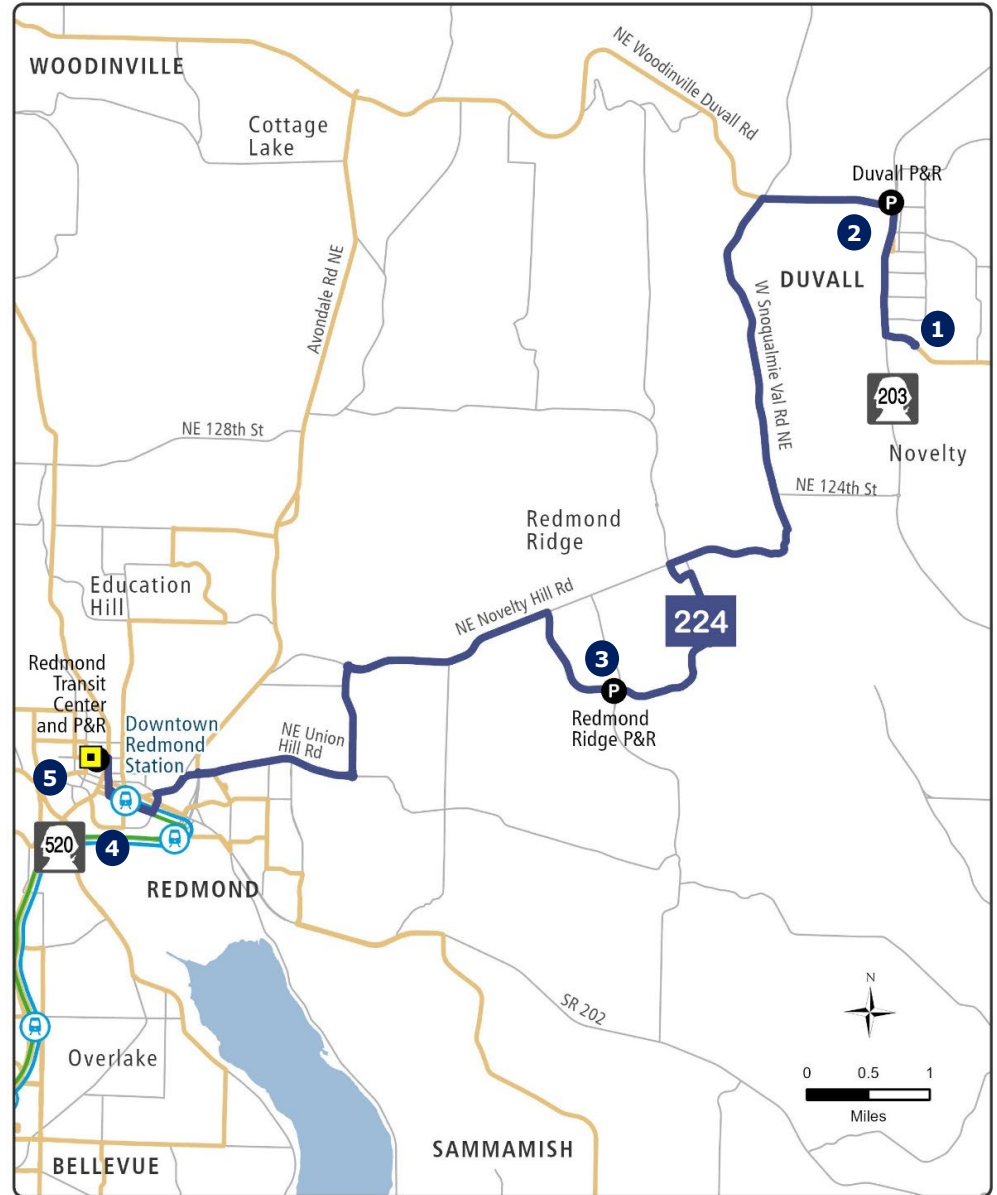 WOODINVILLE
NE Woodinville Duvall Rd
Cottage
Lake
Duvall P&R
P
2
DUVALL
Avondale Rd NE
W Snoqualmie Val Rd NE
1
203
NE 128th St
Novelty
NE 124th St
Redmond
Ridge
Education
Hill
NE Novelty Hill Rd
224
3
P
Redmond
Ridge P&R
Redmond
Transit
Center
and P&R
Downtown
Redmond
Station
NE Union
Hill Rd
5
520
4
REDMOND
N
SR 202
Overlake
0 0.5 1
Miles
SAMMAMISH
BELLEVUE